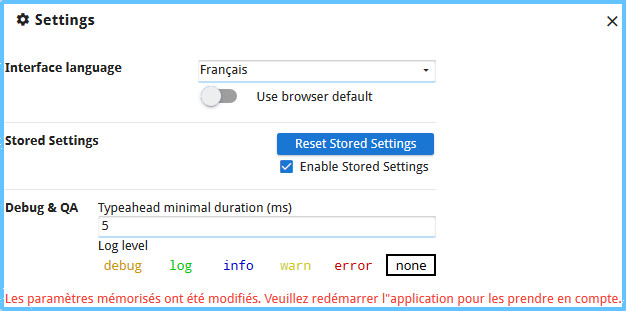 Settings
Interface language
Français
Use browser default
Stored Settings
Reset Stored Settings
Enable Stored Settings
Debug & QA
Typeahead minimal duration (ms)
5
Log level
debug log info warn error none
Les paramètres mémorisés ont été modifiés. Veuillez redémarrer l"application pour les prendre en compte.